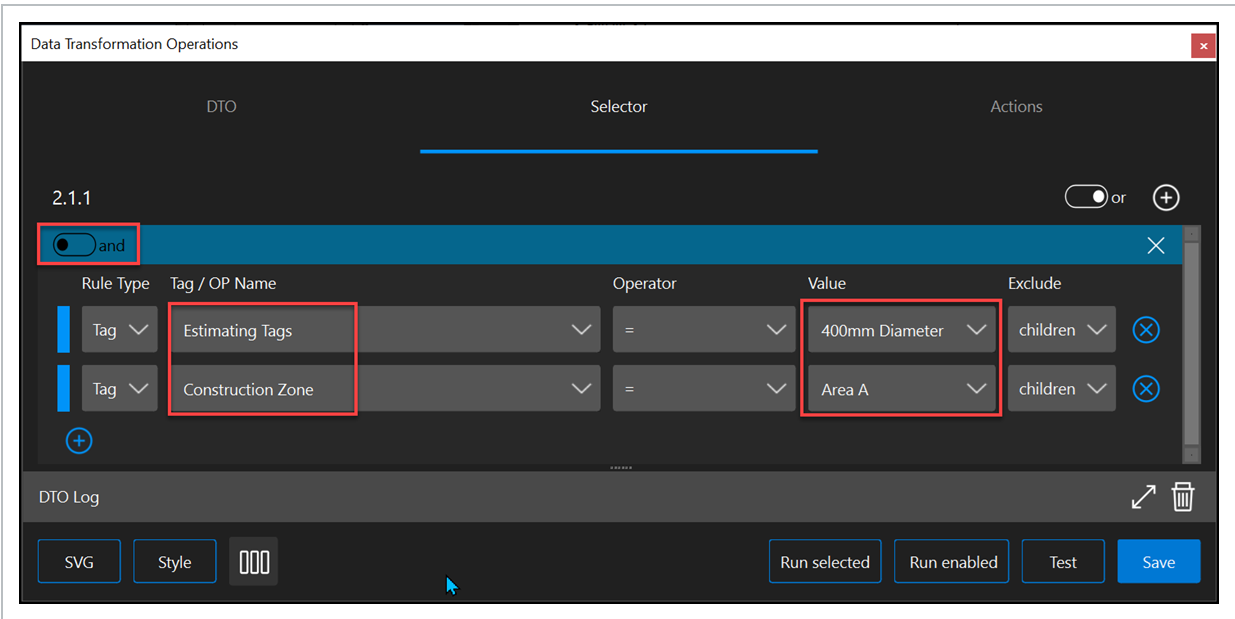 Data Transformation Operations
x
DTO Selector Actions
2.1.1 or
and
Rule Type Tag / OP Name Operator Value Exclude
Tag Estimating Tags = 400mm Diameter children
Tag Construction Zone = Area A children
DTO Log
SVG Style Run selected Run enabled Test Save